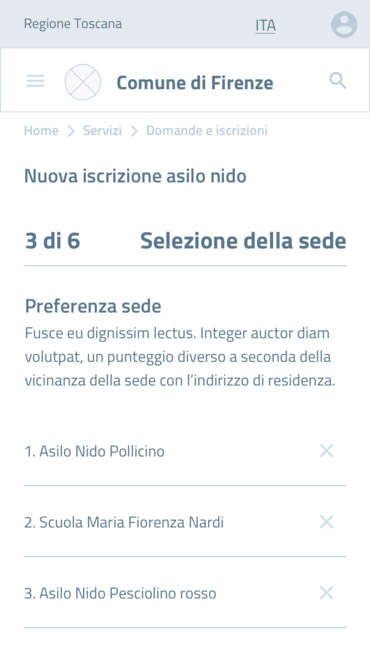 Regione Toscana ITA
Comune di Firenze
Home Servizi Domande e iscrizioni
Nuova iscrizione asilo nido
3 di 6 Selezione della sede
Preferenza sede
Fusce eu dignissim lectus. Integer auctor diam
volutpat, un punteggio diverso a seconda della
vicinanza della sede con l’indirizzo di residenza.
1. Asilo Nido Pollicino
2. Scuola Maria Fiorenza Nardi
3. Asilo Nido Pesciolino rosso